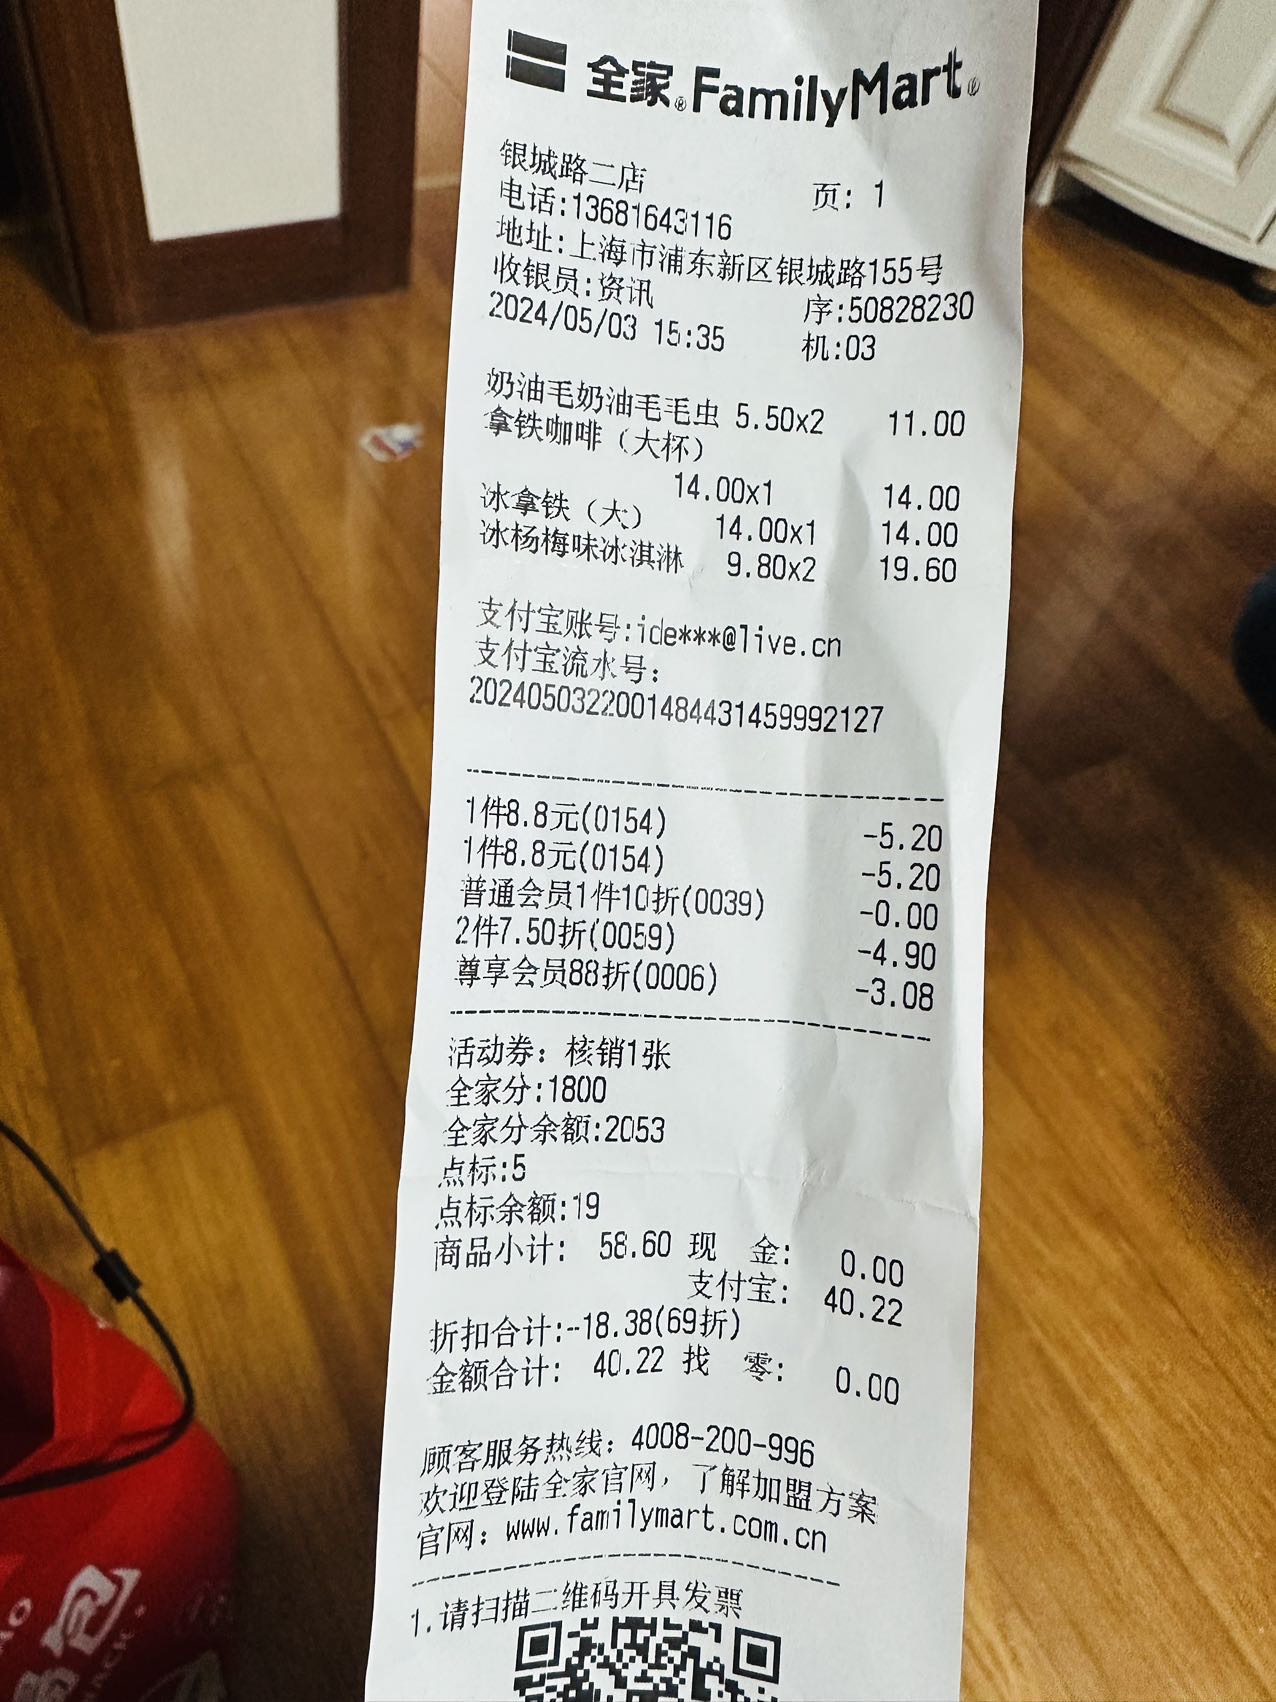 全家® FamilyMart®
银城路二店 页: 1
电话:13681643116
地址:上海市浦东新区银城路155号
收银员:资讯 序:50828230
2024/05/03 15:35 机:03
奶油毛奶油毛毛虫 5.50x2 11.00
拿铁咖啡（大杯）
14.00x1 14.00
冰拿铁（大） 14.00x1 14.00
冰杨梅味冰淇淋 9.80x2 19.60
支付宝账号:ide***@live.cn
支付宝流水号:
2024050322001484431459992127
1件8.8元(0154) -5.20
1件8.8元(0154) -5.20
普通会员1件10折(0039) -0.00
2件7.50折(0059) -4.90
尊享会员88折(0006) -3.08
活动券: 核销1张
全家分:1800
全家分余额:2053
点标:5
点标余额:19
商品小计: 58.60 现 金: 0.00
支付宝: 40.22
折扣合计:-18.38(69折)
金额合计: 40.22 找 零: 0.00
顾客服务热线: 4008-200-996
欢迎登陆全家官网，了解加盟方案
官网: www.familymart.com.cn
1.请扫描二维码开具发票